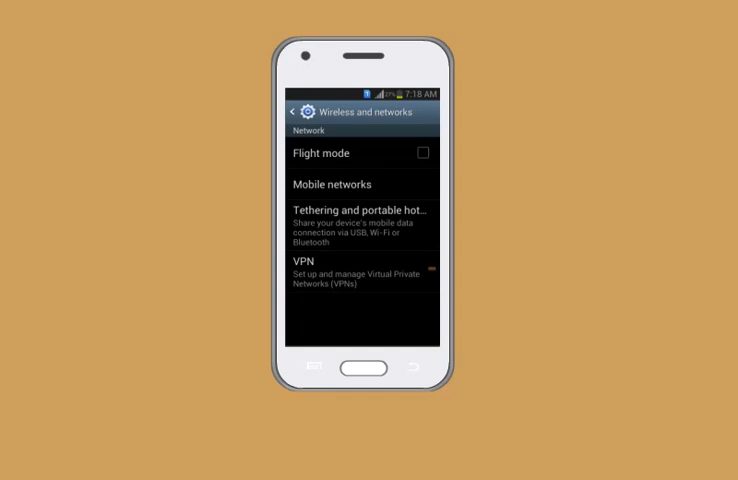 7:18 AM
Wireless and networks
Network
Flight mode
Mobile networks
Tethering and portable hot...
Share your device's mobile data
connection via USB, Wi-Fi or
Bluetooth
VPN
Set up and manage Virtual Private
Networks (VPNs)